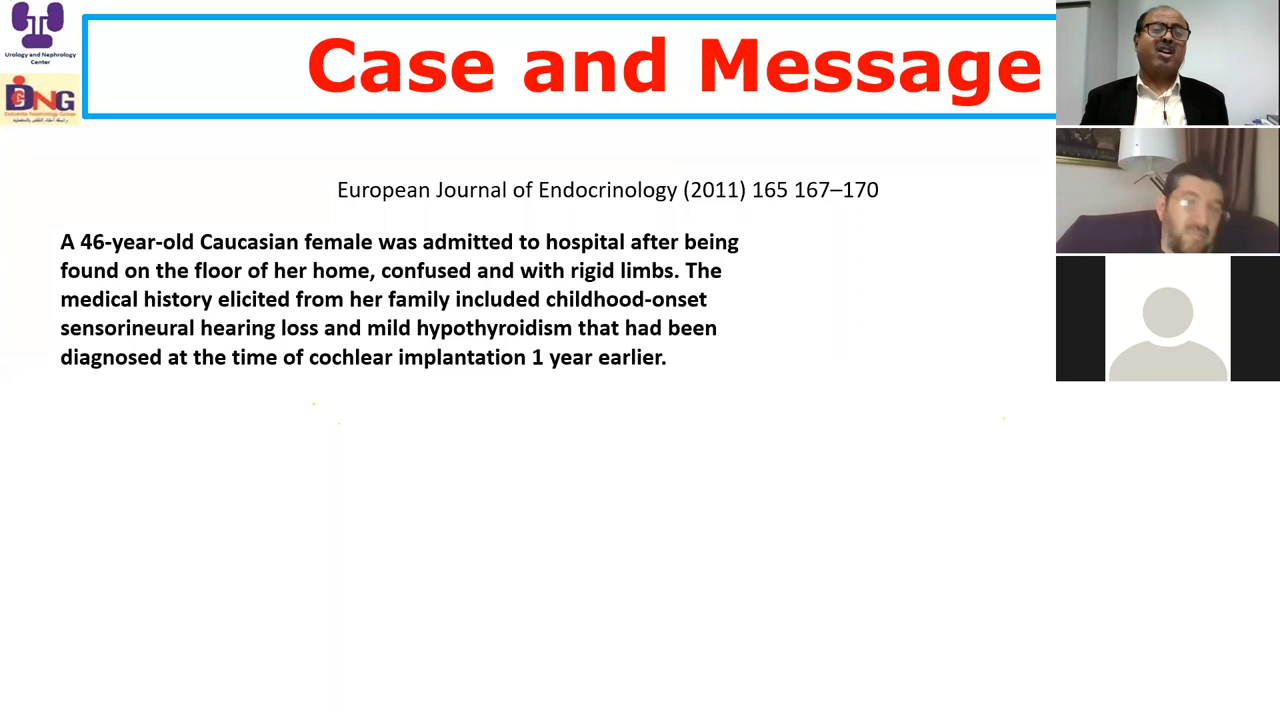 Urology and Nephrology
Center
DNG
Case and Message
European Journal of Endocrinology (2011) 165 167–170
A 46-year-old Caucasian female was admitted to hospital after being
found on the floor of her home, confused and with rigid limbs. The
medical history elicited from her family included childhood-onset
sensorineural hearing loss and mild hypothyroidism that had been
diagnosed at the time of cochlear implantation 1 year earlier.